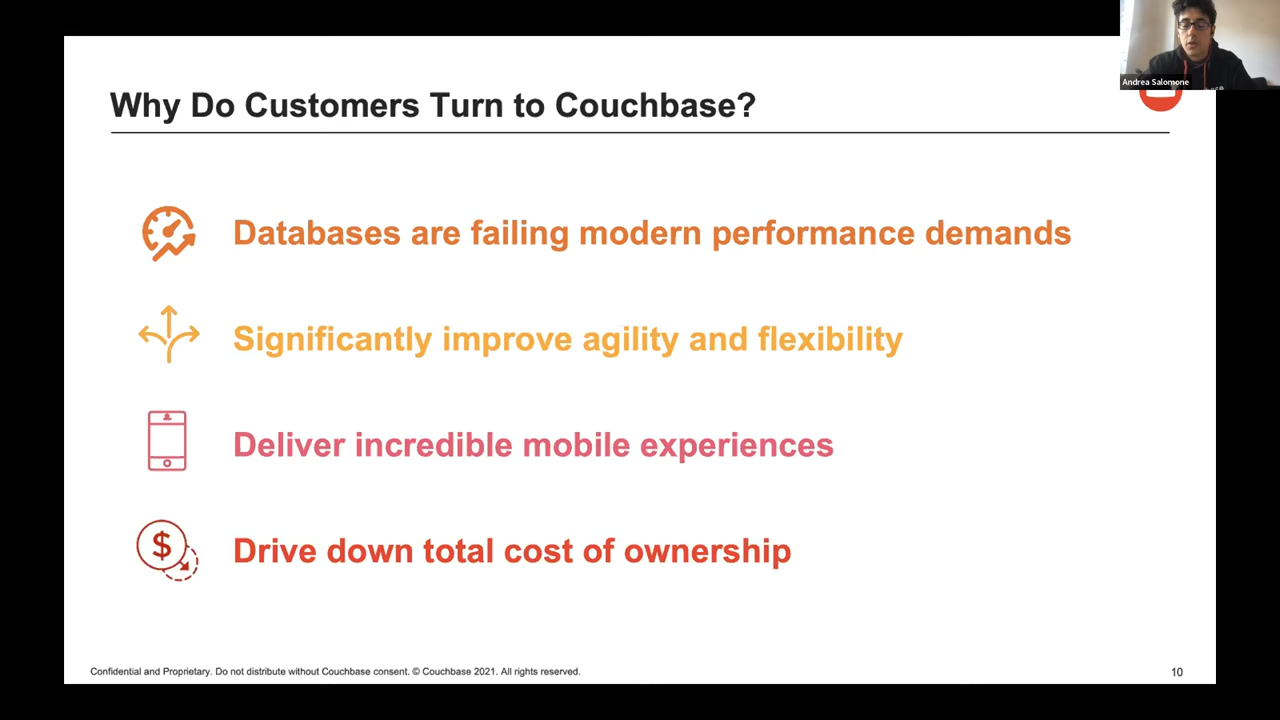 Andrea Salomone
Why Do Customers Turn to Couchbase?
Databases are failing modern performance demands
Significantly improve agility and flexibility
Deliver incredible mobile experiences
$
Drive down total cost of ownership
Confidential and Proprietary. Do not distribute without Couchbase consent. © Couchbase 2021. All rights reserved.
10